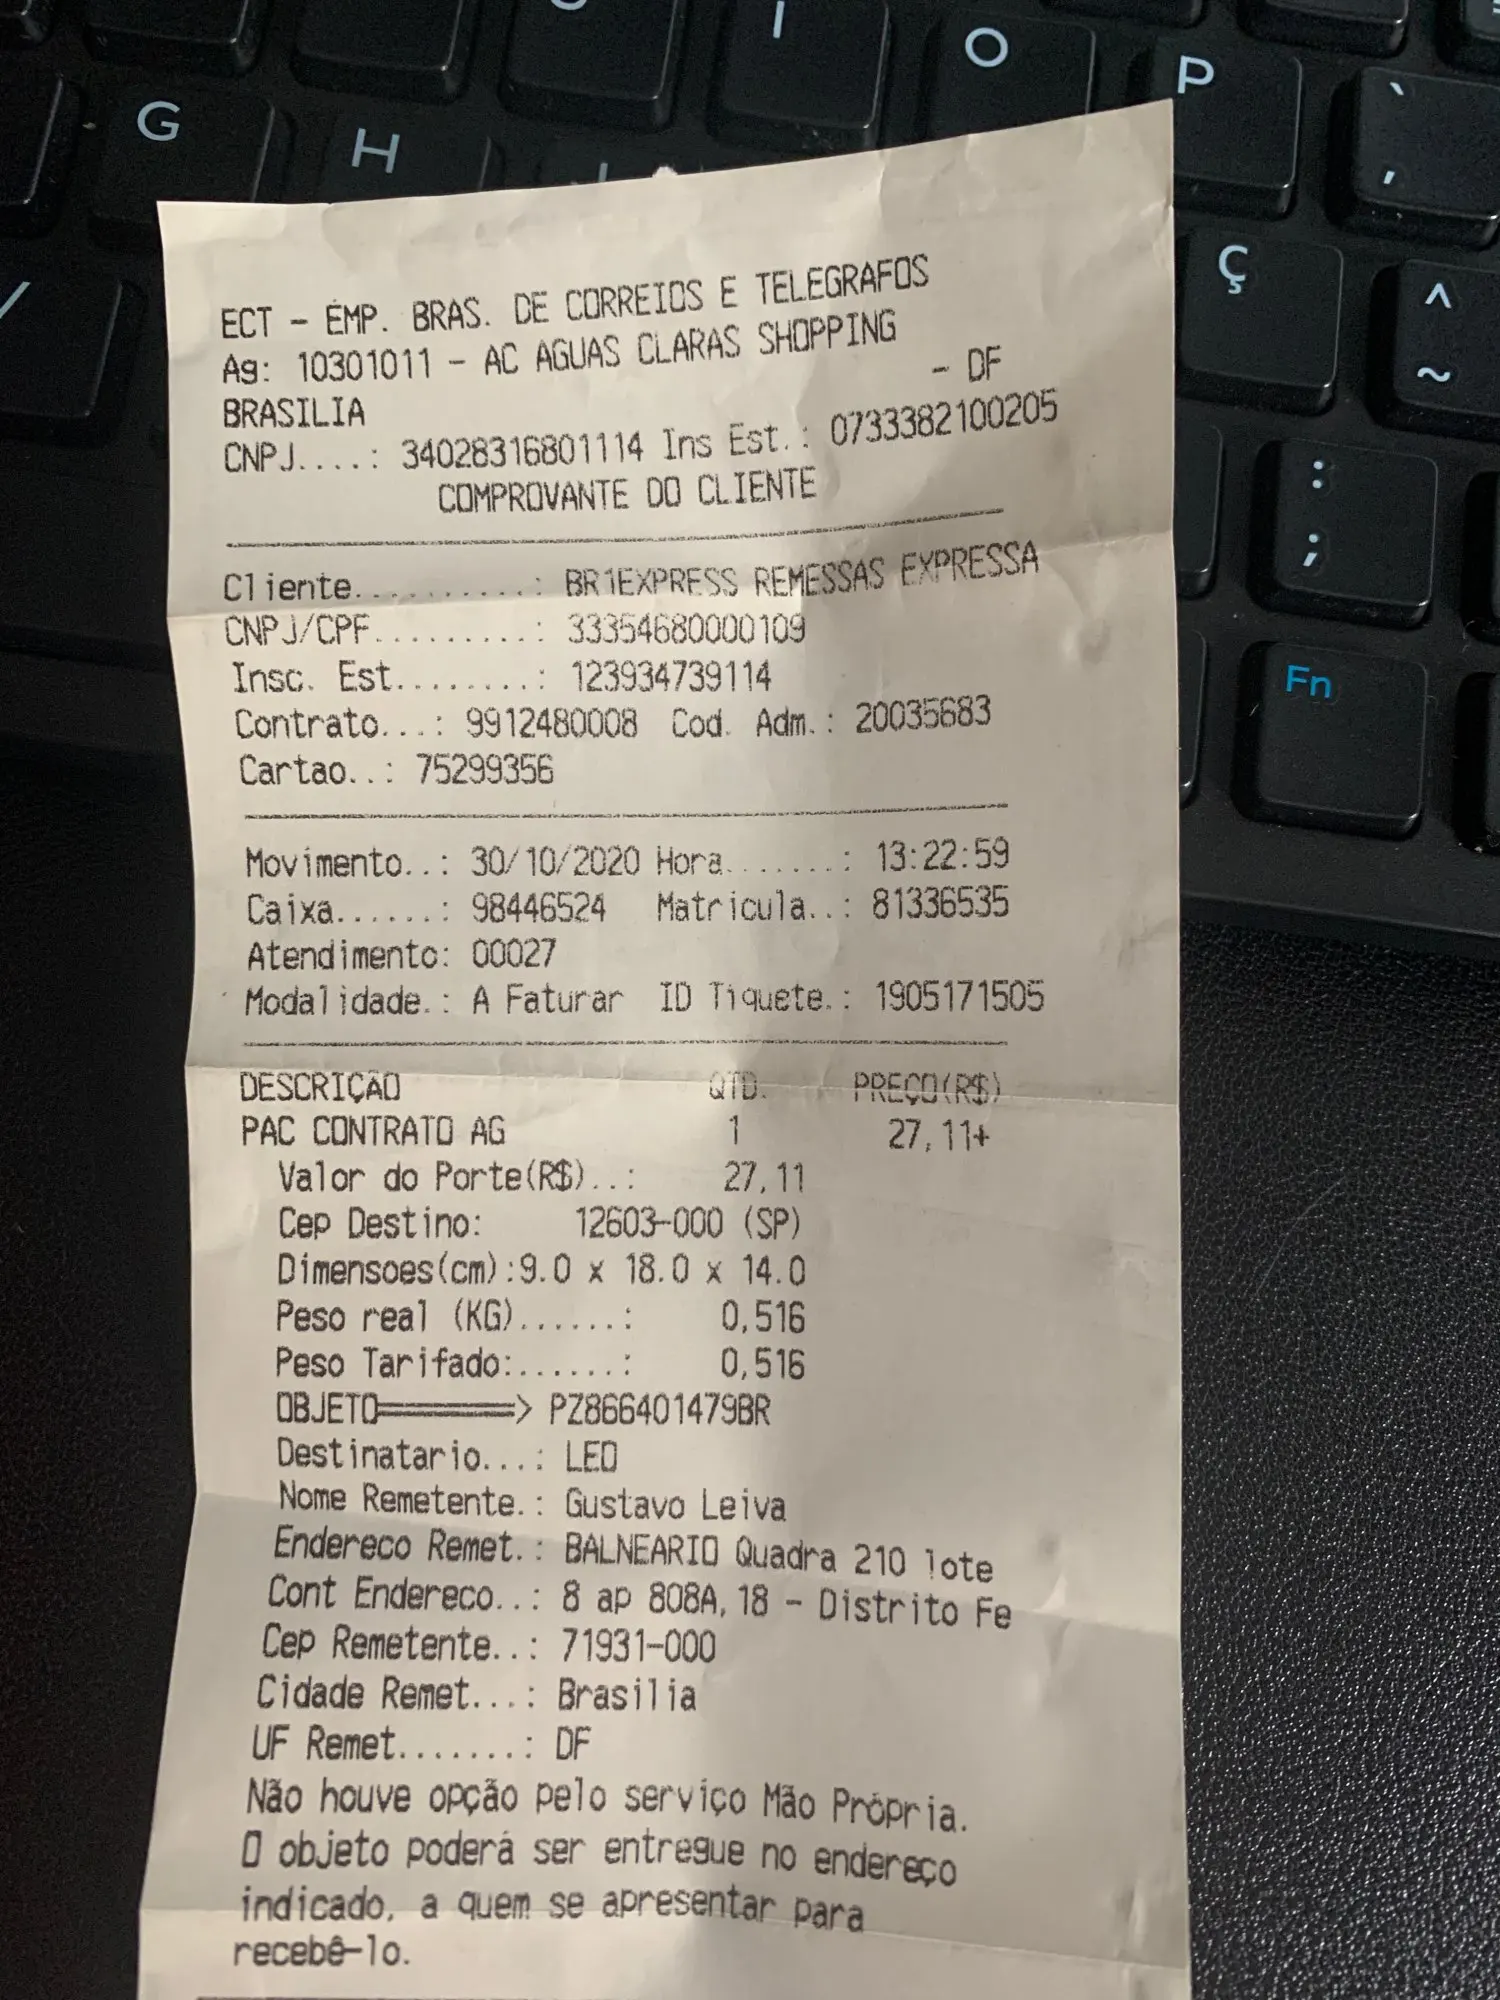 O
P
G
H
Ç
Fn
ECT - EMP. BRAS. DE CORREIOS E TELEGRAFOS
Ag: 10301011 - AC AGUAS CLARAS SHOPPING
BRASILIA - DF
CNPJ....: 34028316801114 Ins Est.: 0733382100205
COMPROVANTE DO CLIENTE
Cliente..........: BR1EXPRESS REMESSAS EXPRESSA
CNPJ/CPF.........: 33354680000109
Insc. Est........: 123934739114
Contrato...: 9912480008 Cod. Adm.: 20035683
Cartao..: 75299356
Movimento..: 30/10/2020 Hora.......: 13:22:59
Caixa......: 98446524 Matricula..: 81336535
Atendimento: 00027
Modalidade.: A Faturar ID Tiquete.: 1905171505
DESCRIÇÃO QTD. PREÇO(R$)
PAC CONTRATO AG 1 27,11+
Valor do Porte(R$)..: 27,11
Cep Destino: 12603-000 (SP)
Dimensoes(cm):9.0 x 18.0 x 14.0
Peso real (KG)......: 0,516
Peso Tarifado:......: 0,516
OBJETO=======> PZ866401479BR
Destinatario...: LEO
Nome Remetente.: Gustavo Leiva
Endereco Remet.: BALNEARIO Quadra 210 lote
Cont Endereco..: 8 ap 808A,18 - Distrito Fe
Cep Remetente..: 71931-000
Cidade Remet...: Brasilia
UF Remet.......: DF
Não houve opção pelo serviço Mão Própria.
O objeto poderá ser entregue no endereço
indicado, a quem se apresentar para
recebê-lo.